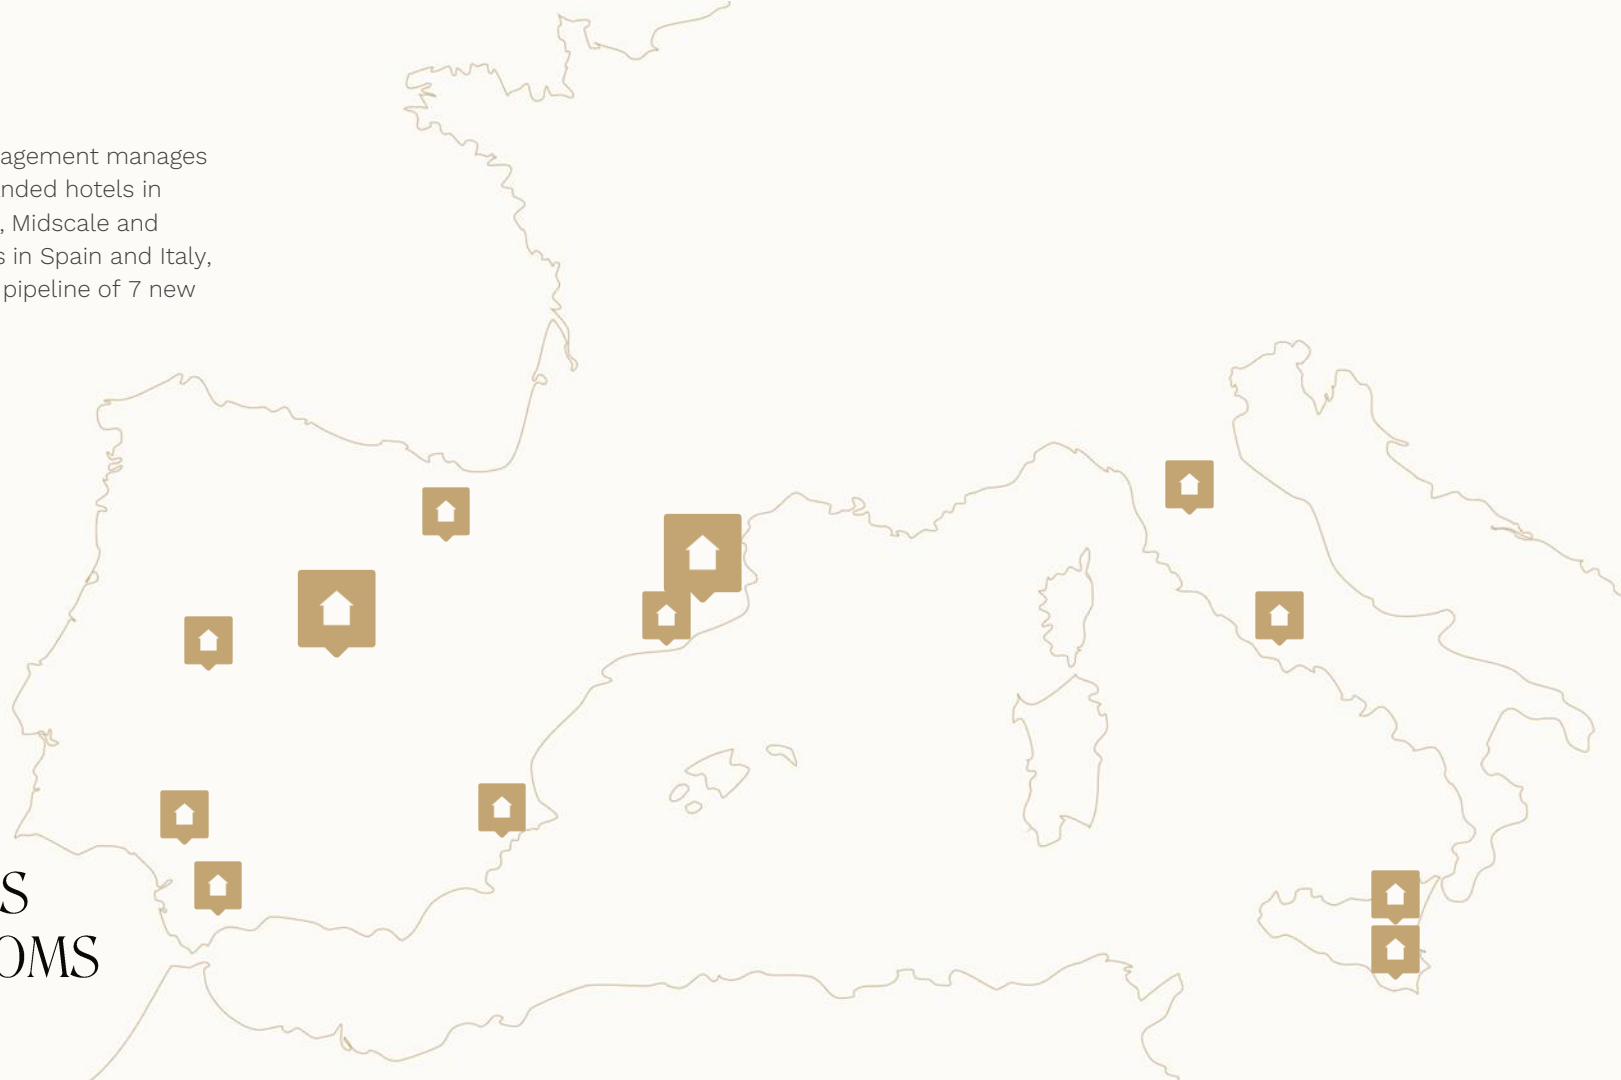 agement manages
nded hotels in
, Midscale and
s in Spain and Italy,
pipeline of 7 new
S
OMS